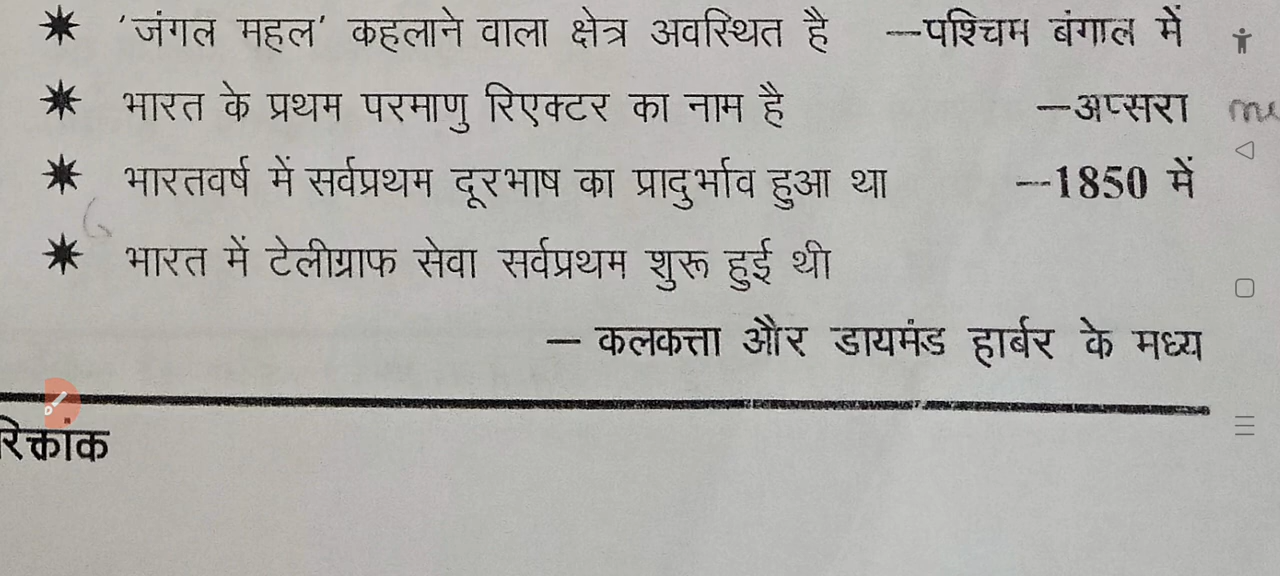 ✷ 'जंगल महल' कहलाने वाला क्षेत्र अवस्थित है —पश्चिम बंगाल में
✷ भारत के प्रथम परमाणु रिएक्टर का नाम है —अप्सरा
✷ भारतवर्ष में सर्वप्रथम दूरभाष का प्रादुर्भाव हुआ था —1850 में
✷ भारत में टेलीग्राफ सेवा सर्वप्रथम शुरू हुई थी
— कलकत्ता और डायमंड हार्बर के मध्य
रिक्तांक